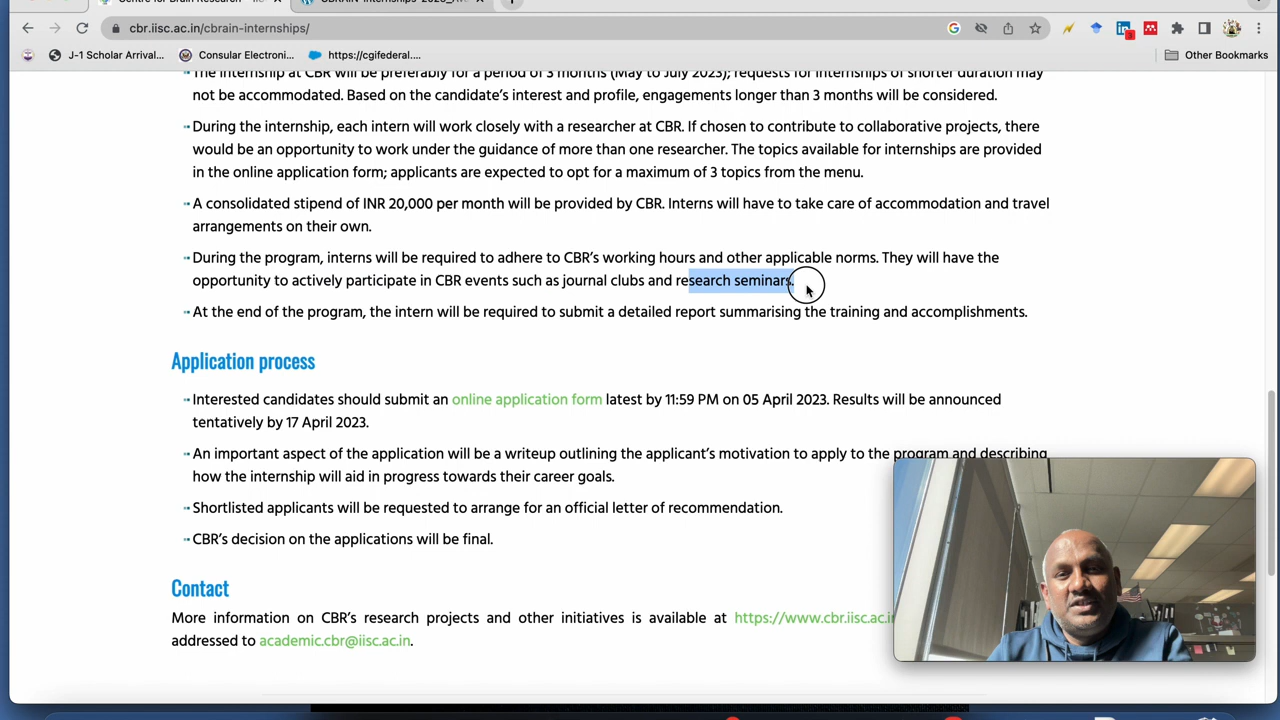 Centre for Brain Research
CBRAIN-Internships-2023
cbr.iisc.ac.in/cbrain-internships/
3
J-1 Scholar Arrival...
Consular Electroni...
https://cgifederal....
Other Bookmarks
The internship at CBR will be preferably for a period of 3 months (May to July 2023); requests for internships of shorter duration may
not be accommodated. Based on the candidate's interest and profile, engagements longer than 3 months will be considered.
During the internship, each intern will work closely with a researcher at CBR. If chosen to contribute to collaborative projects, there
would be an opportunity to work under the guidance of more than one researcher. The topics available for internships are provided
in the online application form; applicants are expected to opt for a maximum of 3 topics from the menu.
A consolidated stipend of INR 20,000 per month will be provided by CBR. Interns will have to take care of accommodation and travel
arrangements on their own.
During the program, interns will be required to adhere to CBR's working hours and other applicable norms. They will have the
opportunity to actively participate in CBR events such as journal clubs and research seminars.
At the end of the program, the intern will be required to submit a detailed report summarising the training and accomplishments.
Application process
Interested candidates should submit an online application form latest by 11:59 PM on 05 April 2023. Results will be announced
tentatively by 17 April 2023.
An important aspect of the application will be a writeup outlining the applicant's motivation to apply to the program and describing
how the internship will aid in progress towards their career goals.
Shortlisted applicants will be requested to arrange for an official letter of recommendation.
CBR's decision on the applications will be final.
Contact
More information on CBR's research projects and other initiatives is available at https://www.cbr.iisc.ac.i
addressed to academic.cbr@iisc.ac.in.